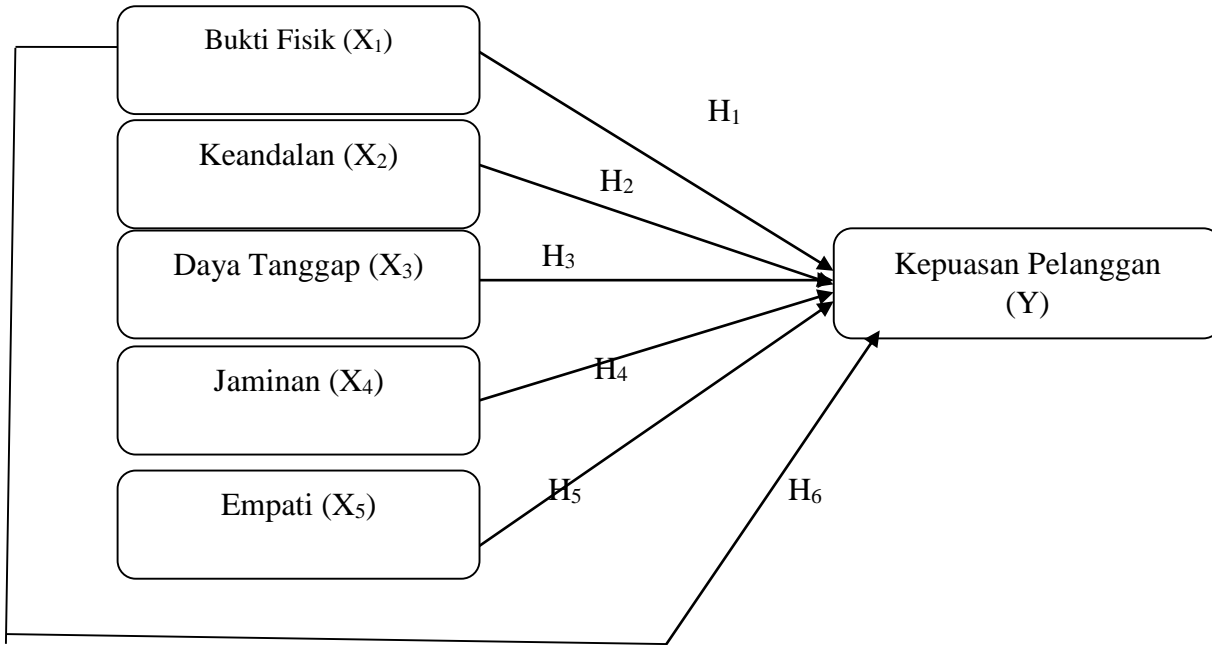 Bukti Fisik (X₁)
H₁
Keandalan (X₂)
H₂
Daya Tanggap (X₃)
H₃
Kepuasan Pelanggan
(Y)
Jaminan (X₄)
H₄
Empati (X₅)
H₅
H₆